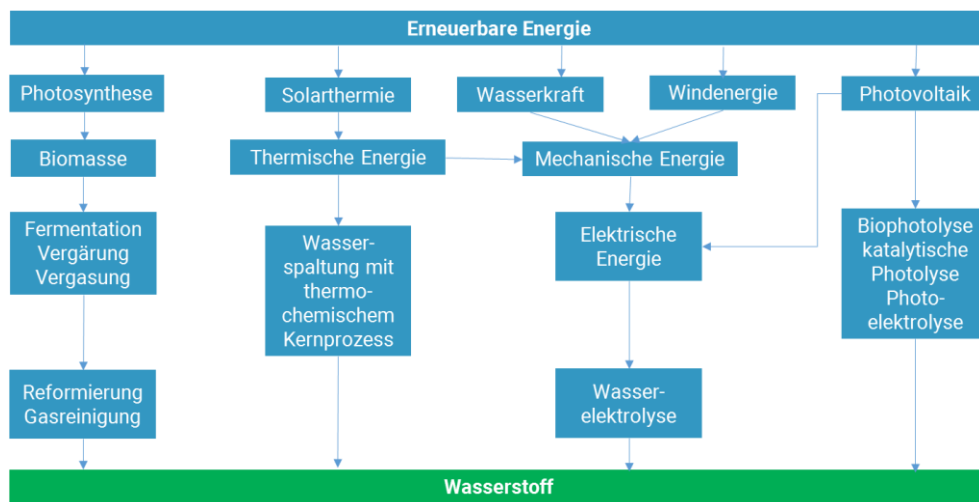 Erneuerbare Energie
Photosynthese
Solarthermie
Wasserkraft
Windenergie
Photovoltaik
Biomasse
Thermische Energie
Mechanische Energie
Fermentation
Vergärung
Vergasung
Wasser-
spaltung mit
thermo-
chemischem
Kernprozess
Elektrische
Energie
Biophotolyse
katalytische
Photolyse
Photo-
elektrolyse
Reformierung
Gasreinigung
Wasser-
elektrolyse
Wasserstoff